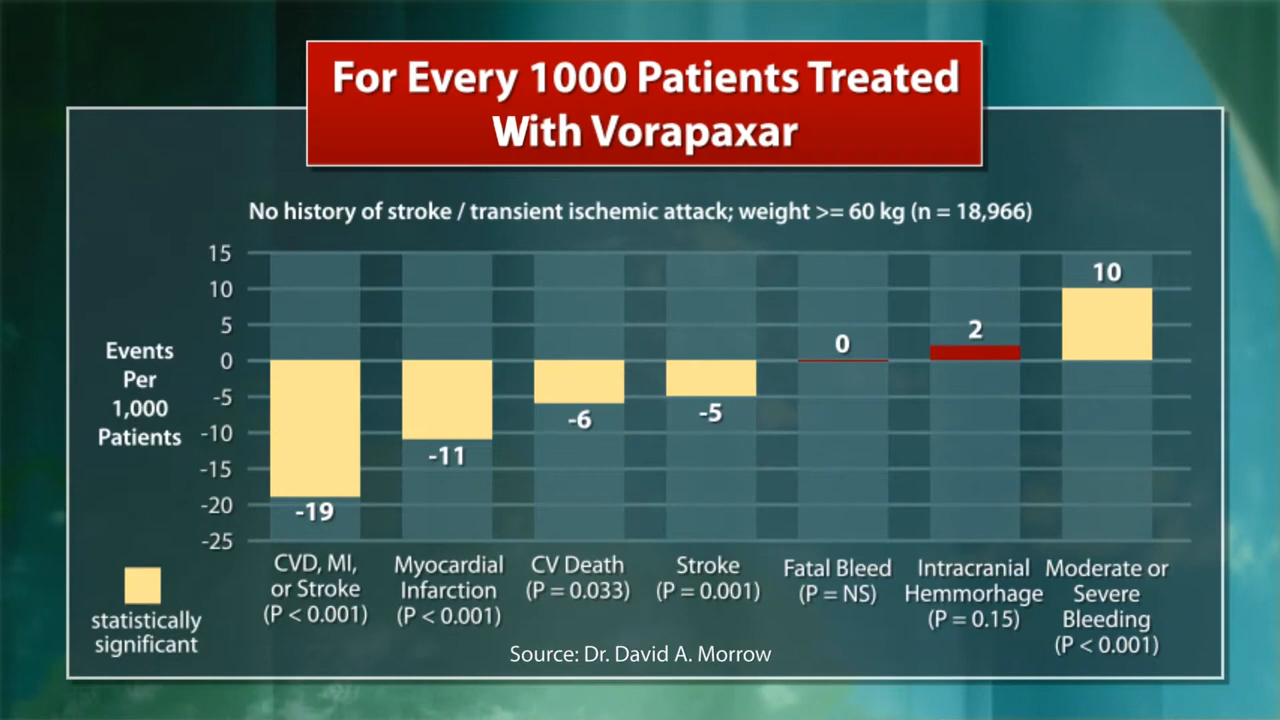 For Every 1000 Patients Treated
With Vorapaxar
No history of stroke / transient ischemic attack; weight >= 60 kg (n = 18,966)
15
10
5
0
-5
-10
-15
-20
-25
Events
Per
1,000
Patients
-19
-11
-6
-5
0
2
10
CVD, MI,
or Stroke
(P < 0.001)
Myocardial
Infarction
(P < 0.001)
CV Death
(P = 0.033)
Stroke
(P = 0.001)
Fatal Bleed
(P = NS)
Intracranial
Hemmorhage
(P = 0.15)
Moderate or
Severe
Bleeding
(P < 0.001)
statistically
significant
Source: Dr. David A. Morrow